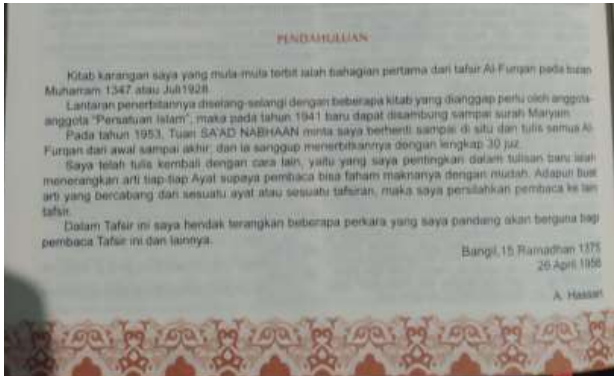 PENDAHULUAN
Kitab karangan saya yang mula-mula terbit ialah bahagian pertama dari tafsir Al-Furqan pada bulan
Muharram 1347 atau Juli1928.
Lantaran penerbitannya diselang-selangi dengan beberapa kitab yang dianggap perlu oleh anggota-
anggota "Persatuan Islam", maka pada tahun 1941 baru dapat disambung sampai surah Maryam.
Pada tahun 1953, Tuan SA'AD NABHAAN minta saya berhenti sampai di situ dan tulis semua Al-
Furqan dari awal sampai akhir, dan ia sanggup menerbitkannya dengan lengkap 30 juz.
Saya telah tulis kembali dengan cara lain, yaitu yang saya pentingkan dalam tulisan baru ialah
menerangkan arti tiap-tiap Ayat supaya pembaca bisa faham maknanya dengan mudah. Adapun buat
arti yang bercabang dari sesuatu ayat atau sesuatu tafsiran, maka saya persilahkan pembaca ke lain
tafsir.
Dalam Tafsir ini saya hendak terangkan beberapa perkara yang saya pandang akan berguna bagi
pembaca Tafsir ini dan lainnya.
Bangil, 15 Ramadhan 1375
26 April 1956
A. Hassan